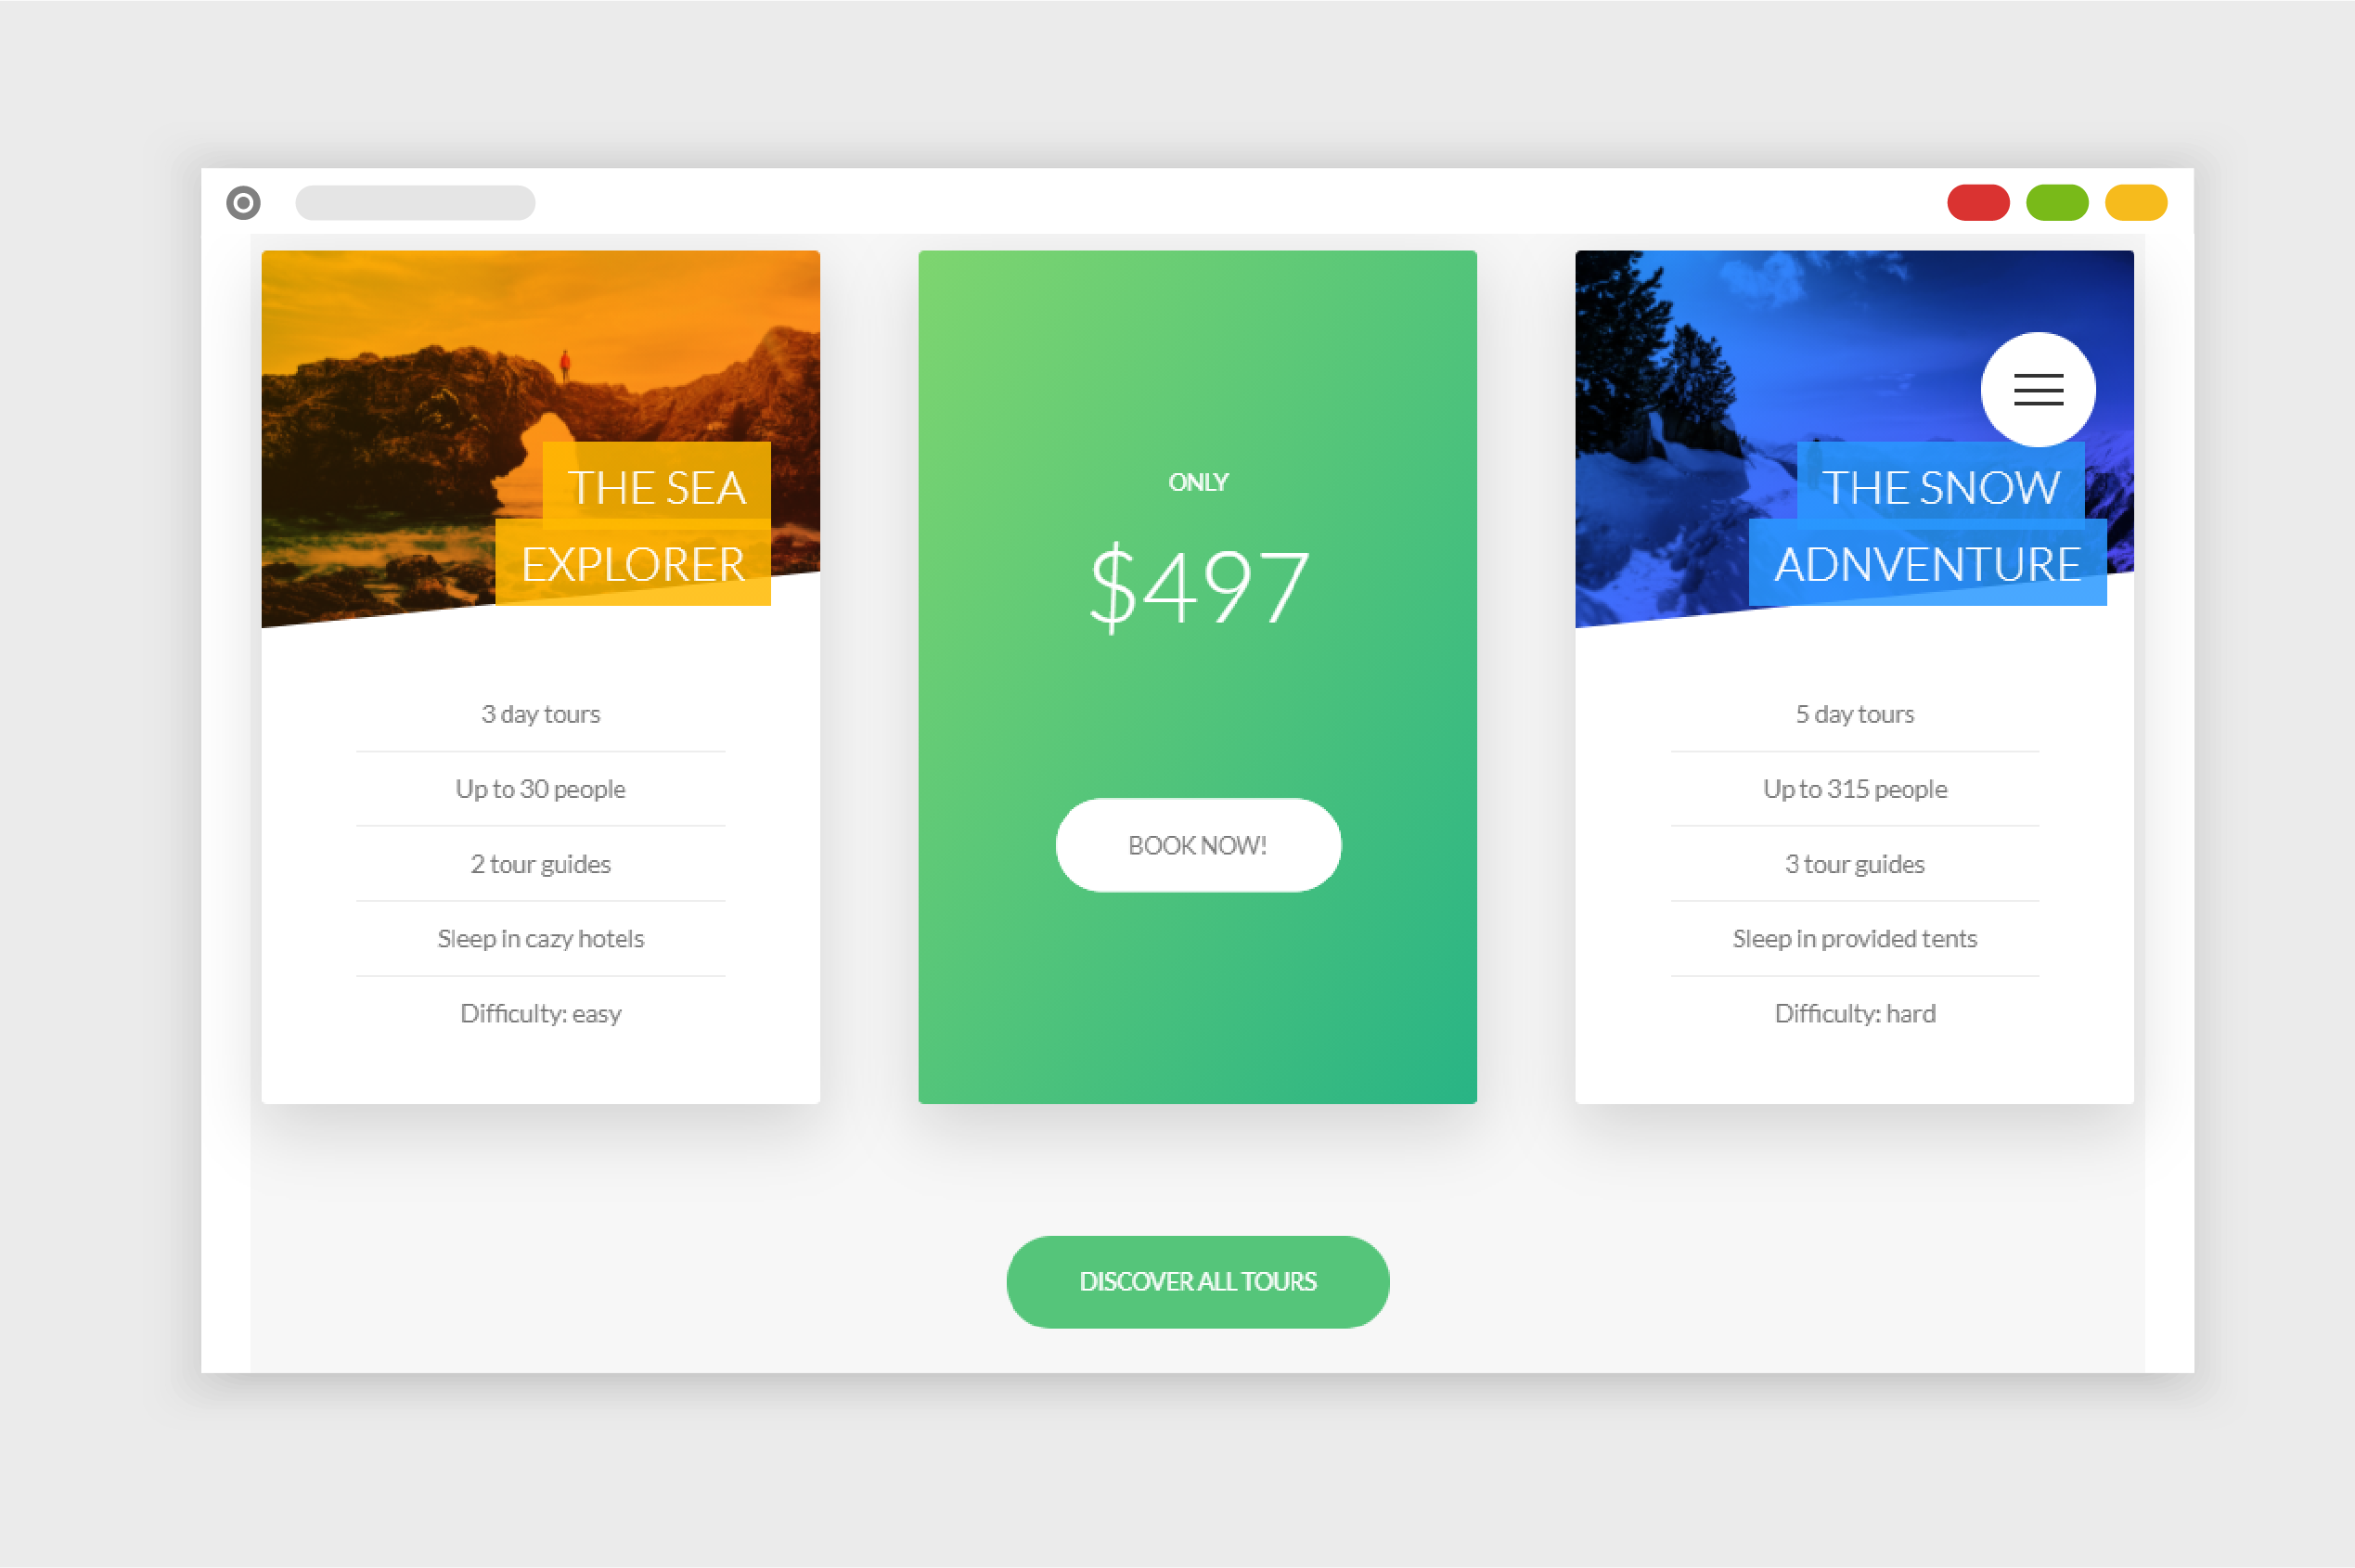 THE SEA
EXPLORER
3 day tours
Up to 30 people
2 tour guides
Sleep in cazy hotels
Difficulty: easy
ONLY
$497
BOOK NOW!
THE SNOW
ADNVENTURE
5 day tours
Up to 315 people
3 tour guides
Sleep in provided tents
Difficulty: hard
DISCOVER ALL TOURS